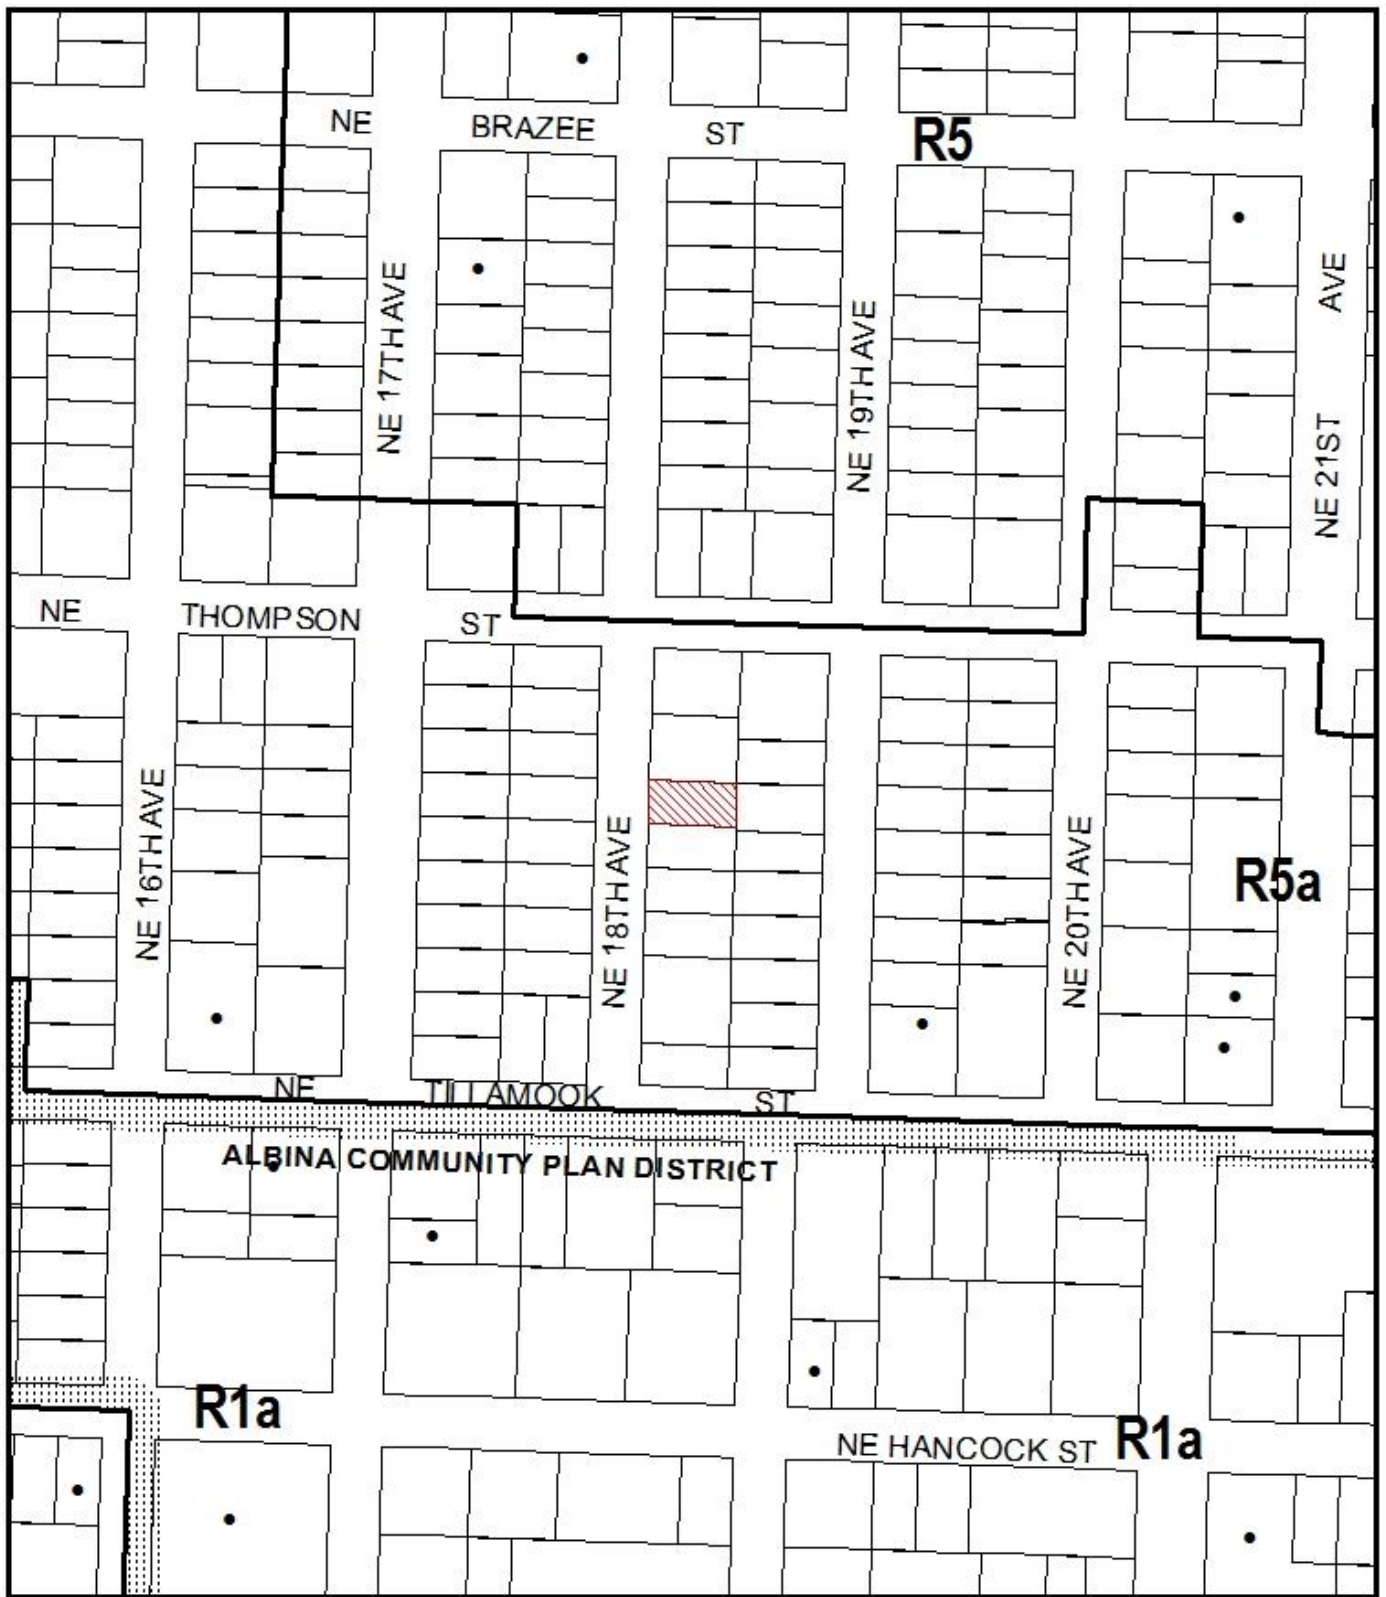 NE BRAZEE ST
R5
NE 17TH AVE
NE 19TH AVE
NE 21ST AVE
NE THOMPSON ST
NE 16TH AVE
NE 18TH AVE
NE 20TH AVE
R5a
NE TILLAMOOK ST
ALBINA COMMUNITY PLAN DISTRICT
R1a
NE HANCOCK ST
R1a